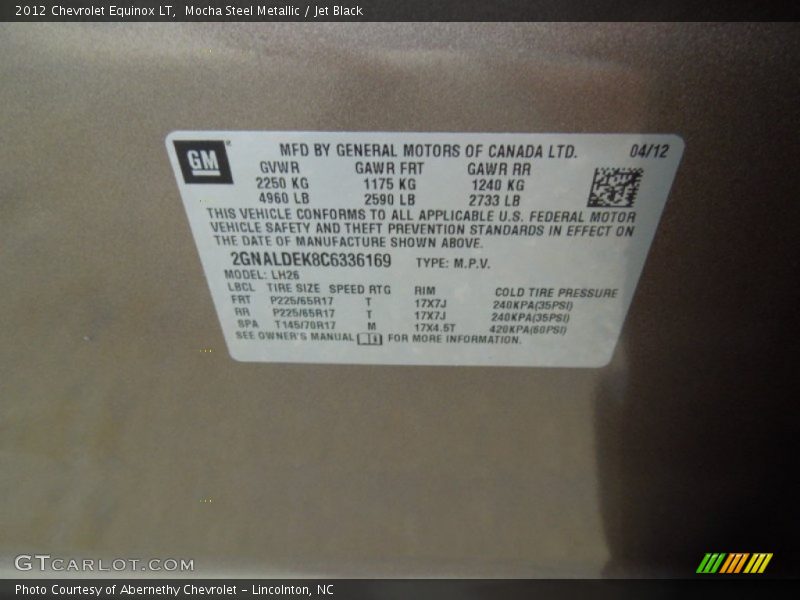 2012 Chevrolet Equinox LT,  Mocha Steel Metallic / Jet Black
GM
MFD BY GENERAL MOTORS OF CANADA LTD. 04/12
GVWR GAWR FRT GAWR RR
2250 KG 1175 KG 1240 KG
4960 LB 2590 LB 2733 LB
THIS VEHICLE CONFORMS TO ALL APPLICABLE U.S. FEDERAL MOTOR
VEHICLE SAFETY AND THEFT PREVENTION STANDARDS IN EFFECT ON
THE DATE OF MANUFACTURE SHOWN ABOVE.
2GNALDEK8C6336169 TYPE: M.P.V.
MODEL: LH26
LBCL TIRE SIZE SPEED RTG RIM COLD TIRE PRESSURE
FRT P225/65R17 T 17X7J 240KPA(35PSI)
RR P225/65R17 T 17X7J 240KPA(35PSI)
SPA T145/70R17 M 17X4.5T 420KPA(60PSI)
SEE OWNER'S MANUAL FOR MORE INFORMATION.
GTCARLOT.COM
Photo Courtesy of Abernethy Chevrolet – Lincolnton, NC